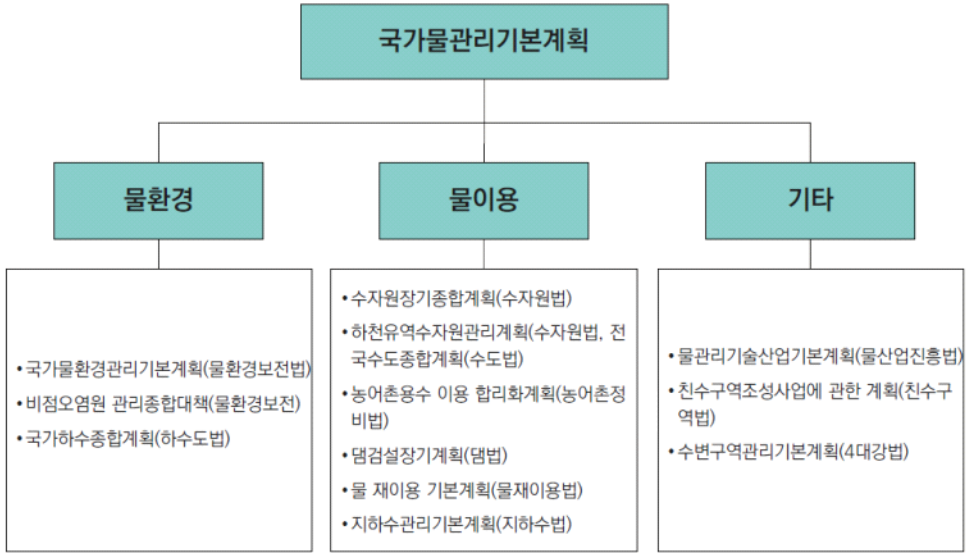 국가물관리기본계획
물환경
물이용
기타
• 국가물환경관리기본계획(물환경보전법)
• 비점오염원 관리종합대책(물환경보전)
• 국가하수종합계획(하수도법)
• 수자원장기종합계획(수자원법)
• 하천유역수자원관리계획(수자원법, 전
국수도종합계획(수도법)
• 농어촌용수 이용 합리화계획(농어촌정
비법)
• 댐검설장기계획(댐법)
• 물 재이용 기본계획(물재이용법)
• 지하수관리기본계획(지하수법)
• 물관리기술산업기본계획(물산업진흥법)
• 친수구역조성사업에 관한 계획(친수구
역법)
• 수변구역관리기본계획(4대강법)